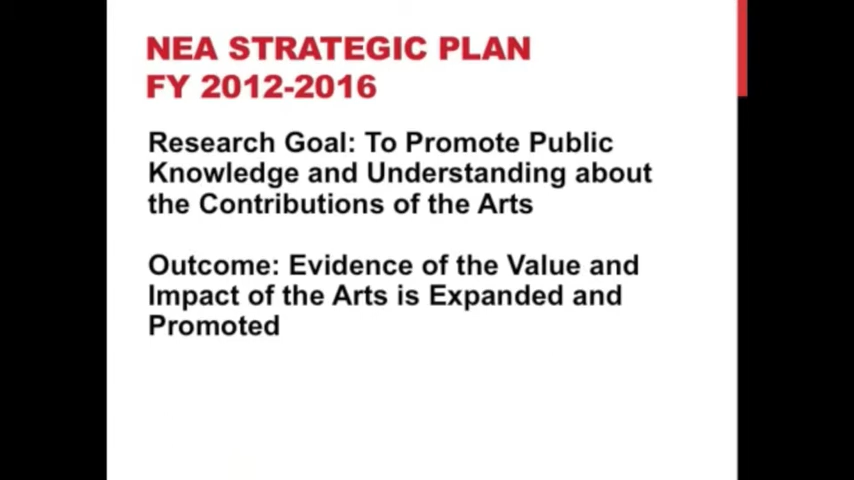 NEA STRATEGIC PLAN
FY 2012-2016
Research Goal: To Promote Public
Knowledge and Understanding about
the Contributions of the Arts
Outcome: Evidence of the Value and
Impact of the Arts is Expanded and
Promoted